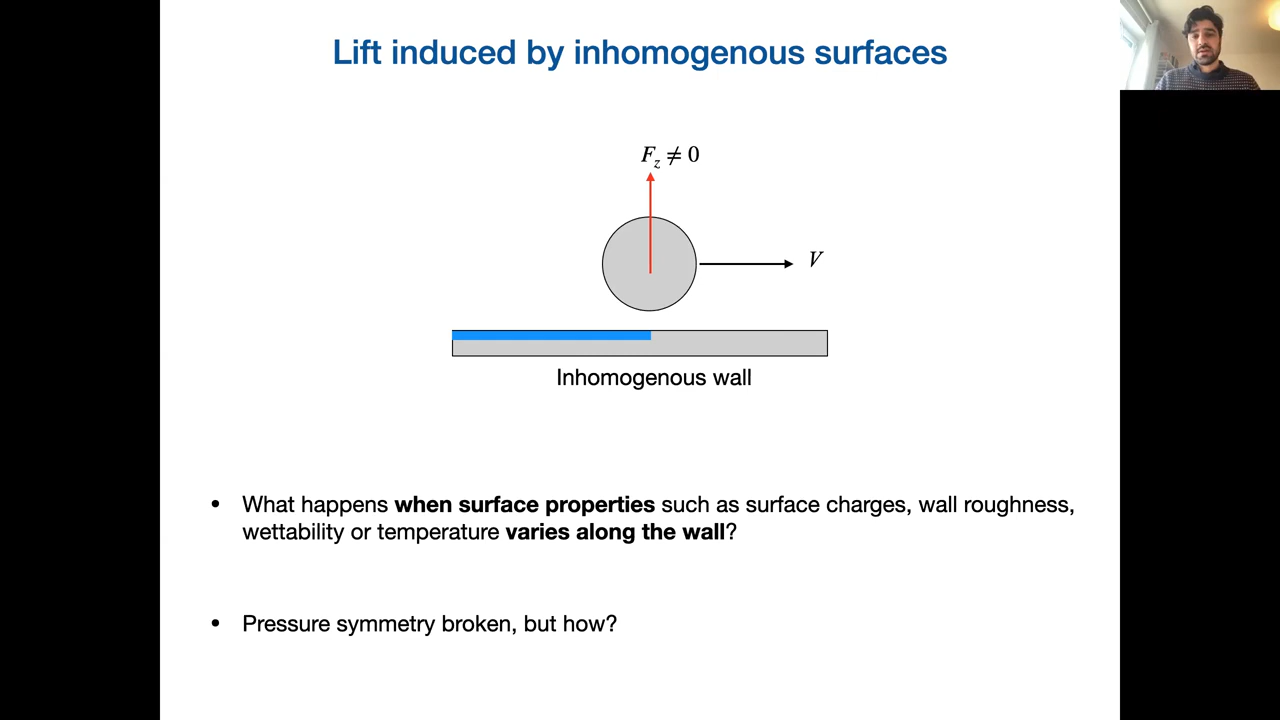 Lift induced by inhomogenous surfaces
F_z ≠ 0
V
Inhomogenous wall
• What happens when surface properties such as surface charges, wall roughness,
wettability or temperature varies along the wall?
• Pressure symmetry broken, but how?